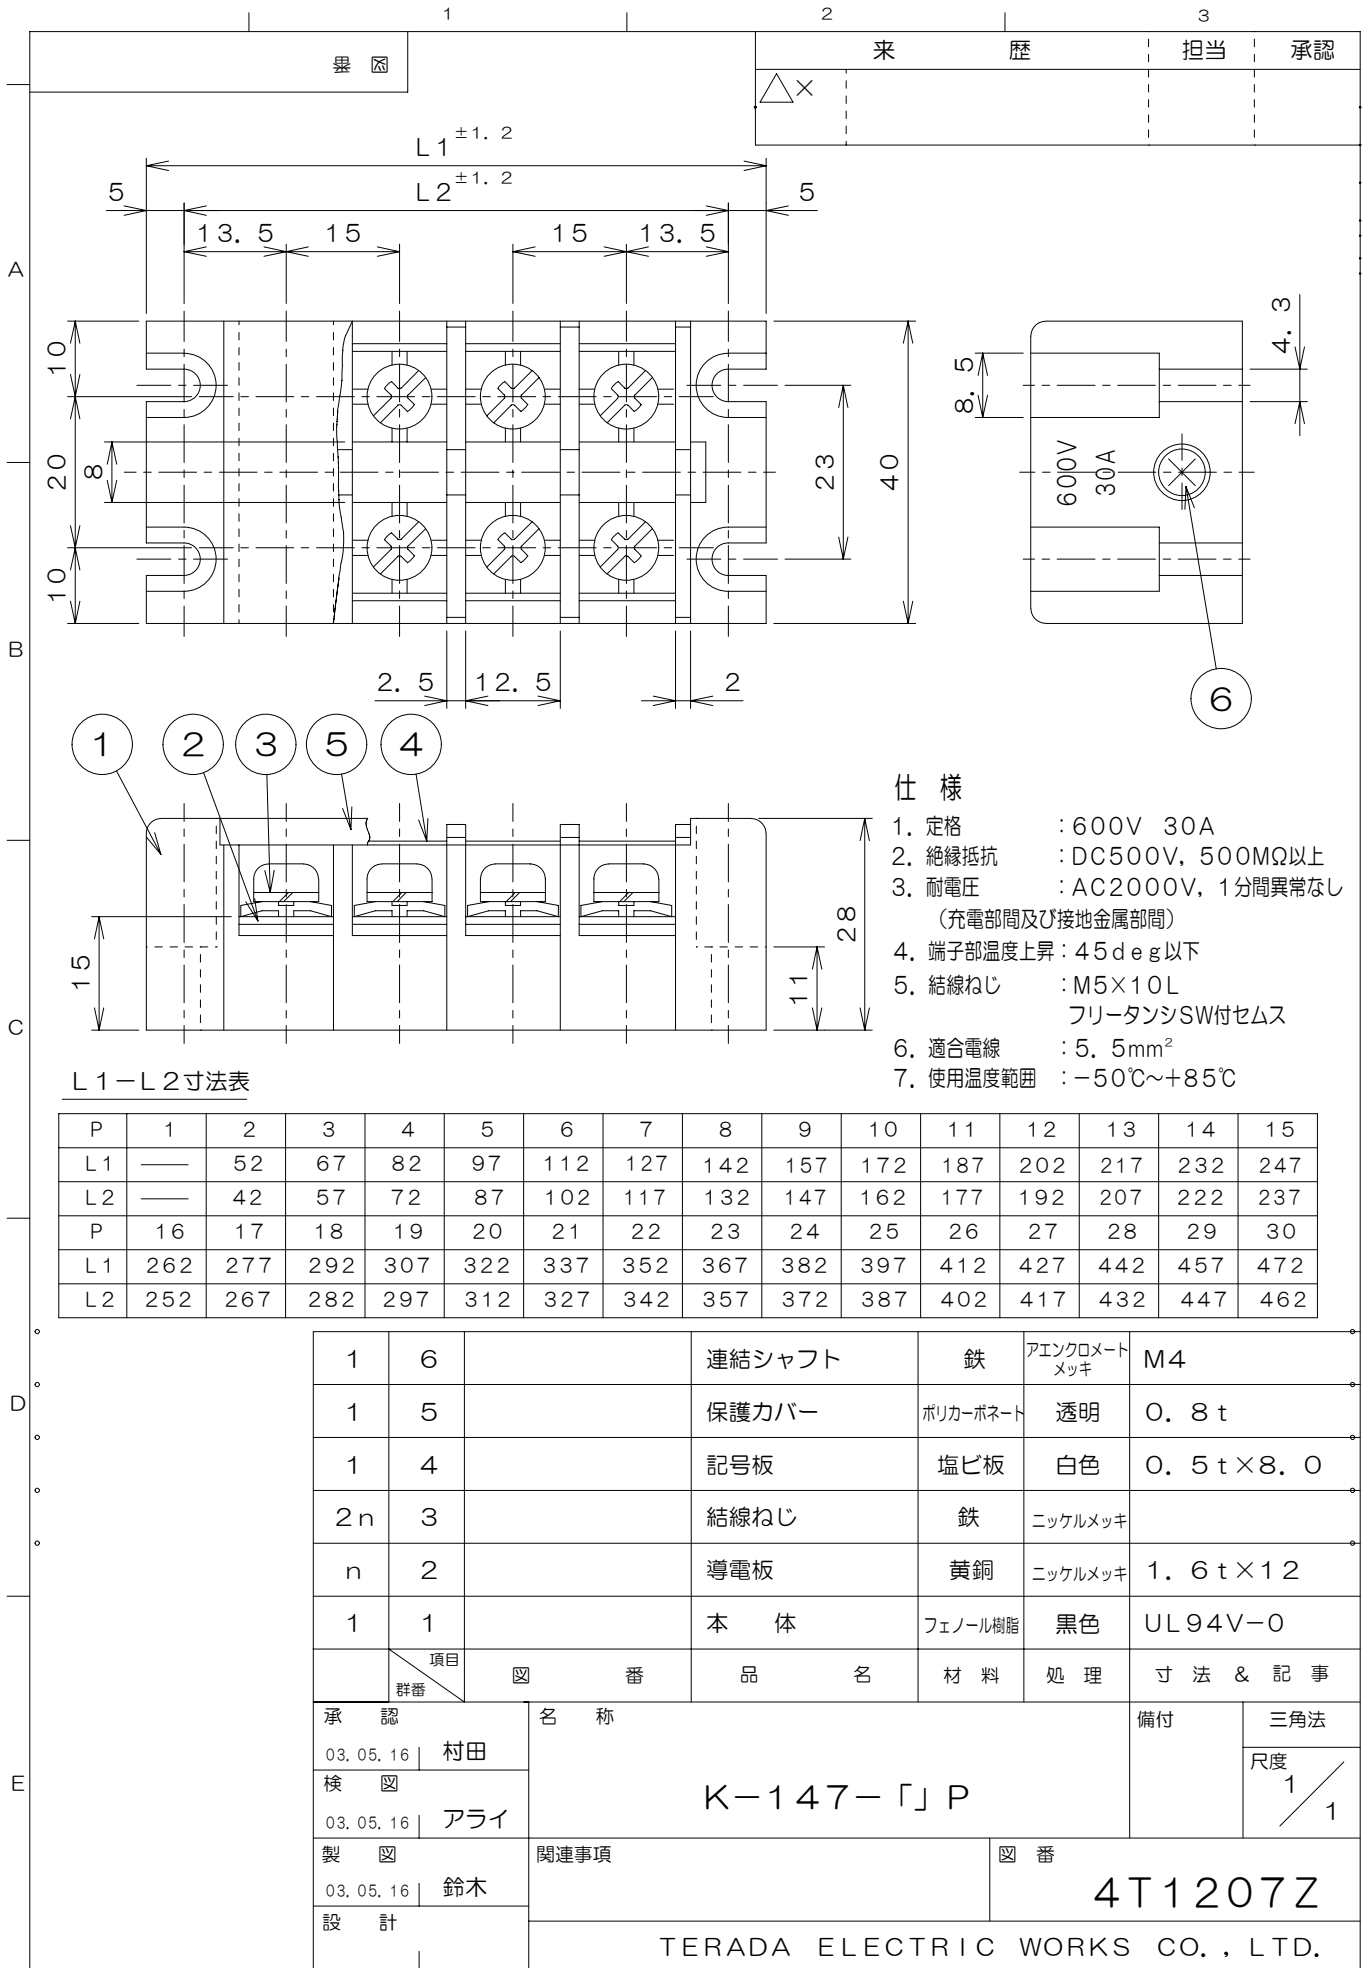 1 2 3
図番
来歴 担当 承認
△×
L1±1.2
L2±1.2
5 5
13.5 15 15 13.5
A
10
20
8
10
23
40
8.5
4.3
600V
30A
B
2.5 12.5 2
6
1 2 3 5 4
15
11
28
C
仕様
1. 定格 :600V 30A
2. 絶縁抵抗 :DC500V, 500MΩ以上
3. 耐電圧 :AC2000V, 1分間異常なし
(充電部間及び接地金属部間)
4. 端子部温度上昇:45deg以下
5. 結線ねじ :M5×10L
フリータンシSW付セムス
6. 適合電線 :5.5mm²
7. 使用温度範囲 :-50℃~+85℃
L1-L2寸法表
P 1 2 3 4 5 6 7 8 9 10 11 12 13 14 15
L1 — 52 67 82 97 112 127 142 157 172 187 202 217 232 247
L2 — 42 57 72 87 102 117 132 147 162 177 192 207 222 237
P 16 17 18 19 20 21 22 23 24 25 26 27 28 29 30
L1 262 277 292 307 322 337 352 367 382 397 412 427 442 457 472
L2 252 267 282 297 312 327 342 357 372 387 402 417 432 447 462
D
1 6 連結シャフト 鉄 アエンクロメートメッキ M4
1 5 保護カバー ポリカーボネート 透明 0.8t
1 4 記号板 塩ビ板 白色 0.5t×8.0
2n 3 結線ねじ 鉄 ニッケルメッキ
n 2 導電板 黄銅 ニッケルメッキ 1.6t×12
1 1 本体 フェノール樹脂 黒色 UL94V-0
項目 群番 図番 品名 材料 処理 寸法&記事
E
承認
03.05.16 村田
検図
03.05.16 アライ
製図
03.05.16 鈴木
設計
名称
K-147-「」P
備付 三角法
尺度
1/1
関連事項
図番
4T1207Z
TERADA ELECTRIC WORKS CO., LTD.